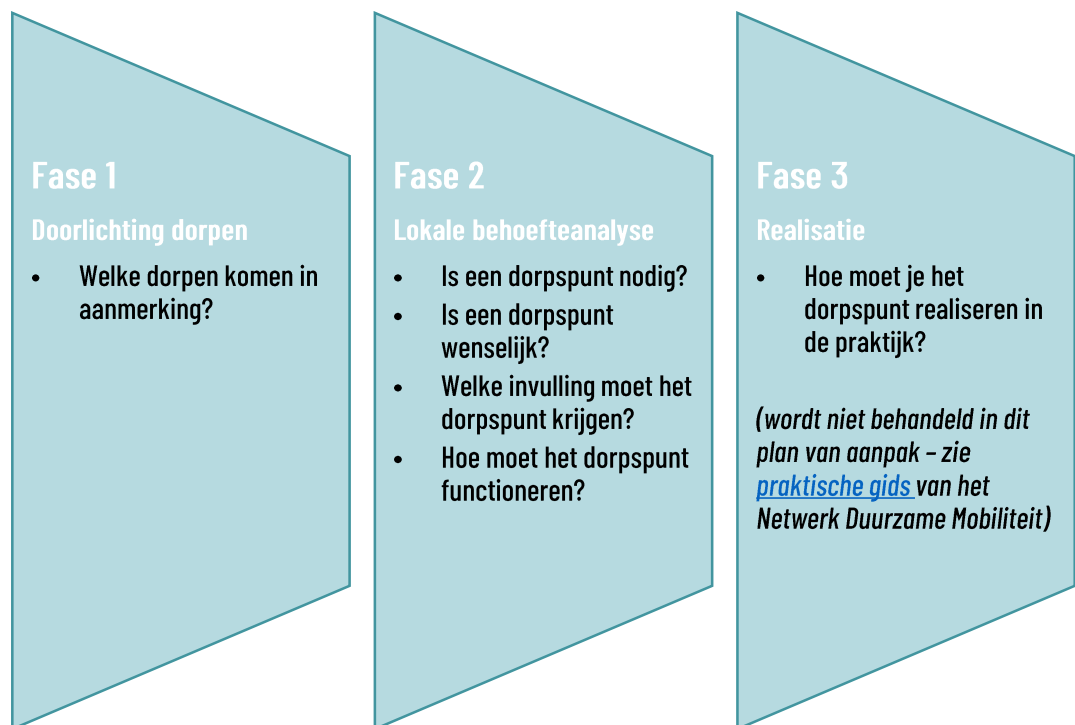 Fase 1
Doorlichting dorpen
• Welke dorpen komen in
aanmerking?
Fase 2
Lokale behoefteanalyse
• Is een dorpspunt nodig?
• Is een dorpspunt
wenselijk?
• Welke invulling moet het
dorpspunt krijgen?
• Hoe moet het dorpspunt
functioneren?
Fase 3
Realisatie
• Hoe moet je het
dorpspunt realiseren in
de praktijk?
(wordt niet behandeld in dit
plan van aanpak – zie
praktische gids van het
Netwerk Duurzame Mobiliteit)